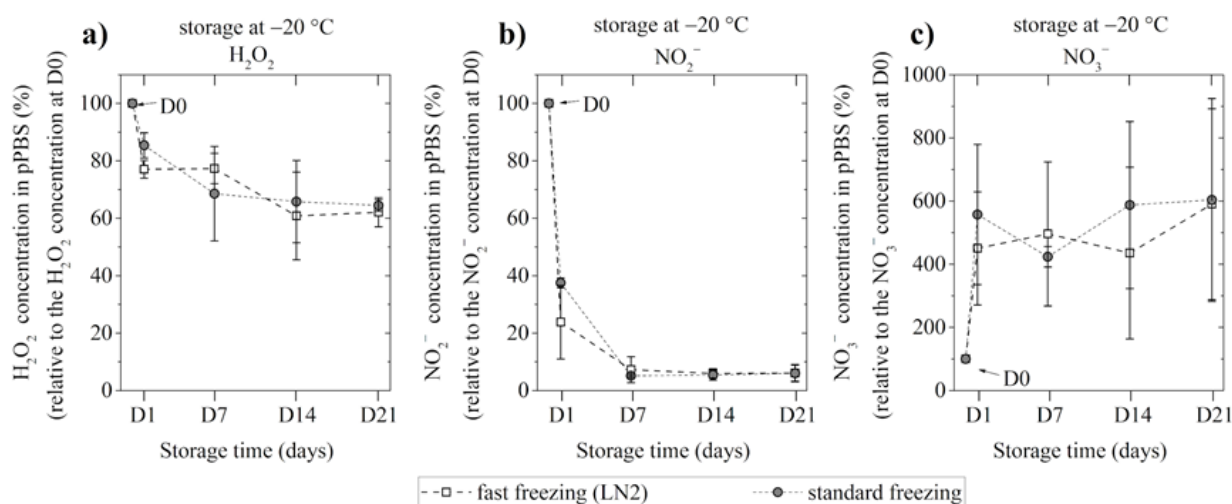 a)
storage at –20 °C
H₂O₂
H₂O₂ concentration in pPBS (%)
(relative to the H₂O₂ concentration at D0)
100
80
60
40
20
0
D0
D1 D7 D14 D21
Storage time (days)
b)
storage at –20 °C
NO₂⁻
NO₂⁻ concentration in pPBS (%)
(relative to the NO₂⁻ concentration at D0)
100
80
60
40
20
0
D0
D1 D7 D14 D21
Storage time (days)
c)
storage at –20 °C
NO₃⁻
NO₃⁻ concentration in pPBS (%)
(relative to the NO₃⁻ concentration at D0)
1000
800
600
400
200
0
D0
D1 D7 D14 D21
Storage time (days)
fast freezing (LN2) standard freezing